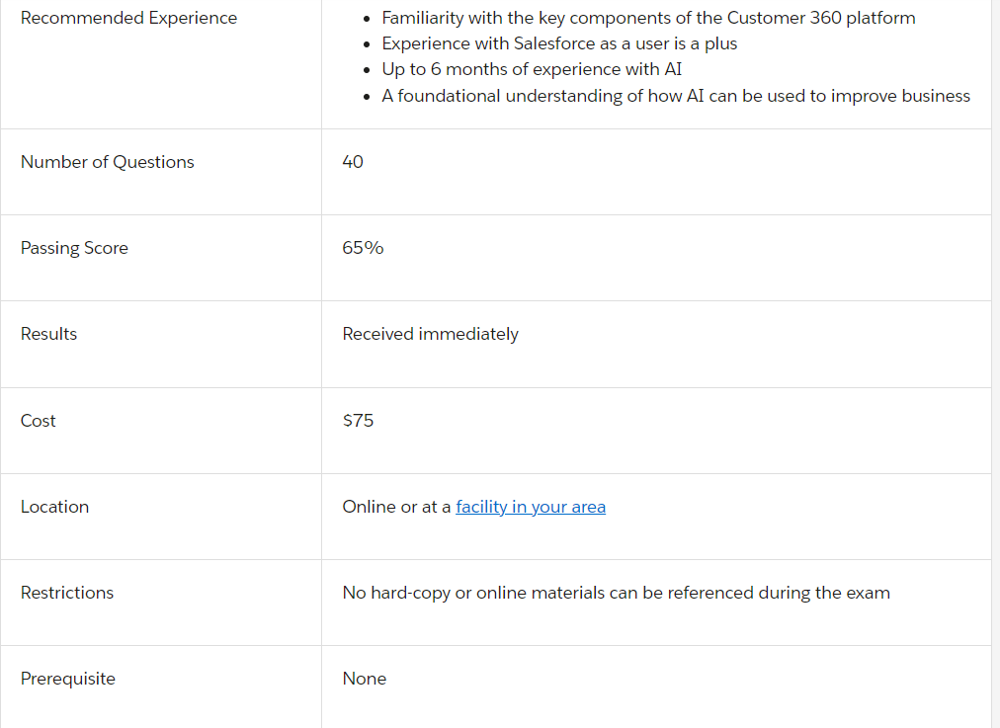 Recommended Experience
Familiarity with the key components of the Customer 360 platform
Experience with Salesforce as a user is a plus
Up to 6 months of experience with AI
A foundational understanding of how AI can be used to improve business
Number of Questions
40
Passing Score
65%
Results
Received immediately
Cost
$75
Location
Online or at a facility in your area
Restrictions
No hard-copy or online materials can be referenced during the exam
Prerequisite
None